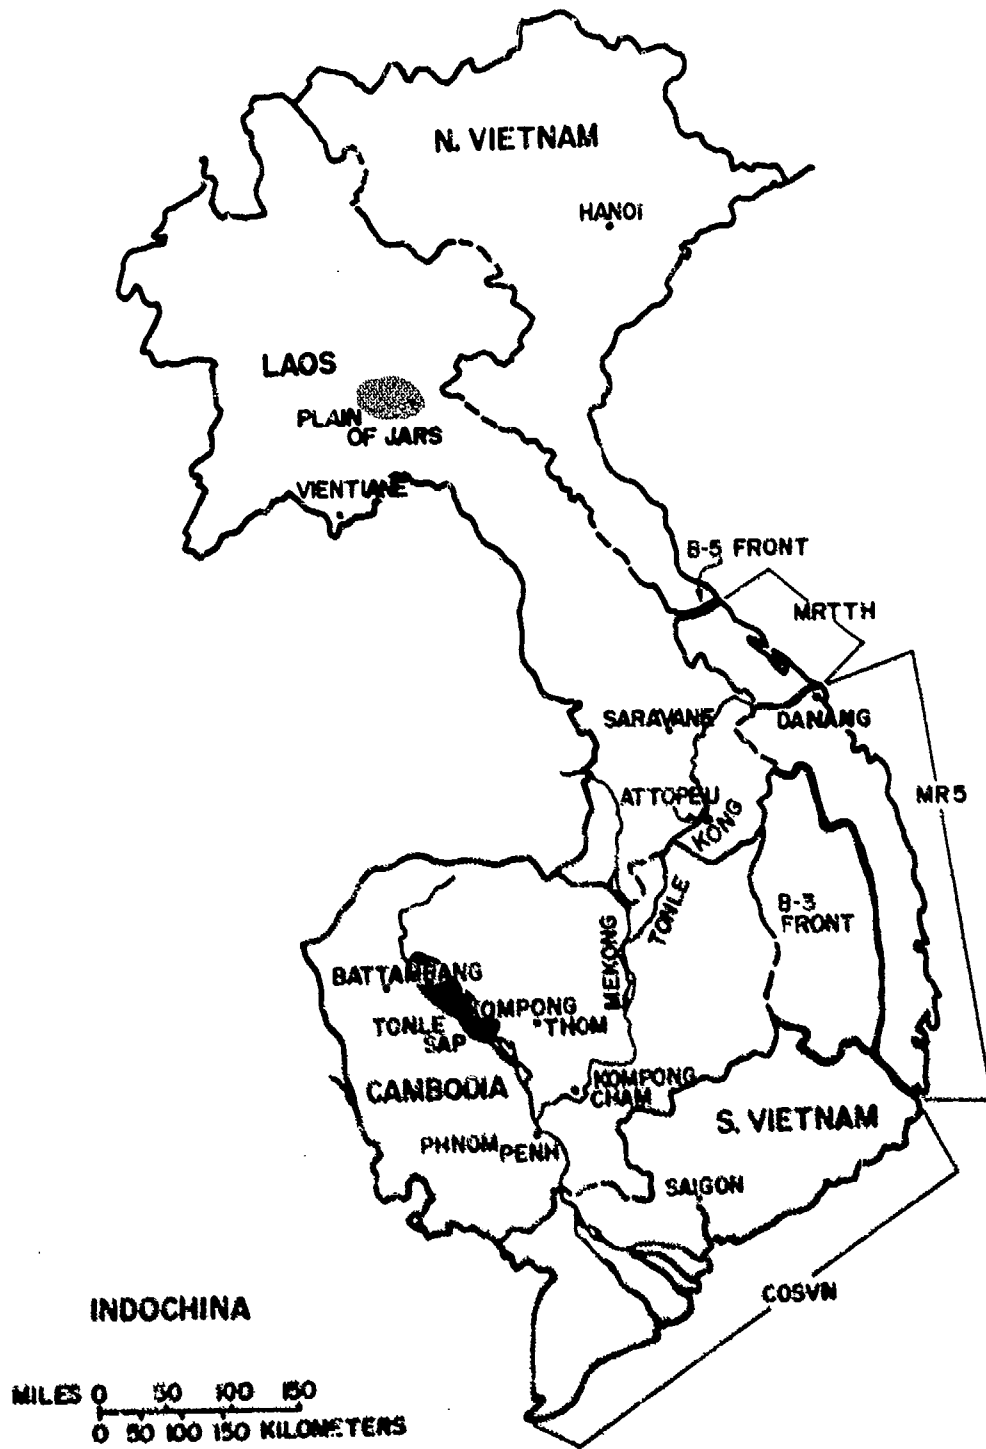 N. VIETNAM
HANOI
LAOS
PLAIN
OF JARS
VIENTIANE
B-5 FRONT
MRTTH
SARAVANE
DANANG
ATTOPEU
KONG
MR5
TONLE
B-3
FRONT
MEKONG
BATTAMBANG
KOMPONG
THOM
TONLE
SAP
CAMBODIA
KOMPONG
CHAM
S. VIETNAM
PHNOM PENH
SAIGON
COSVN
INDOCHINA
MILES 0 50 100 150
0 50 100 150 KILOMETERS